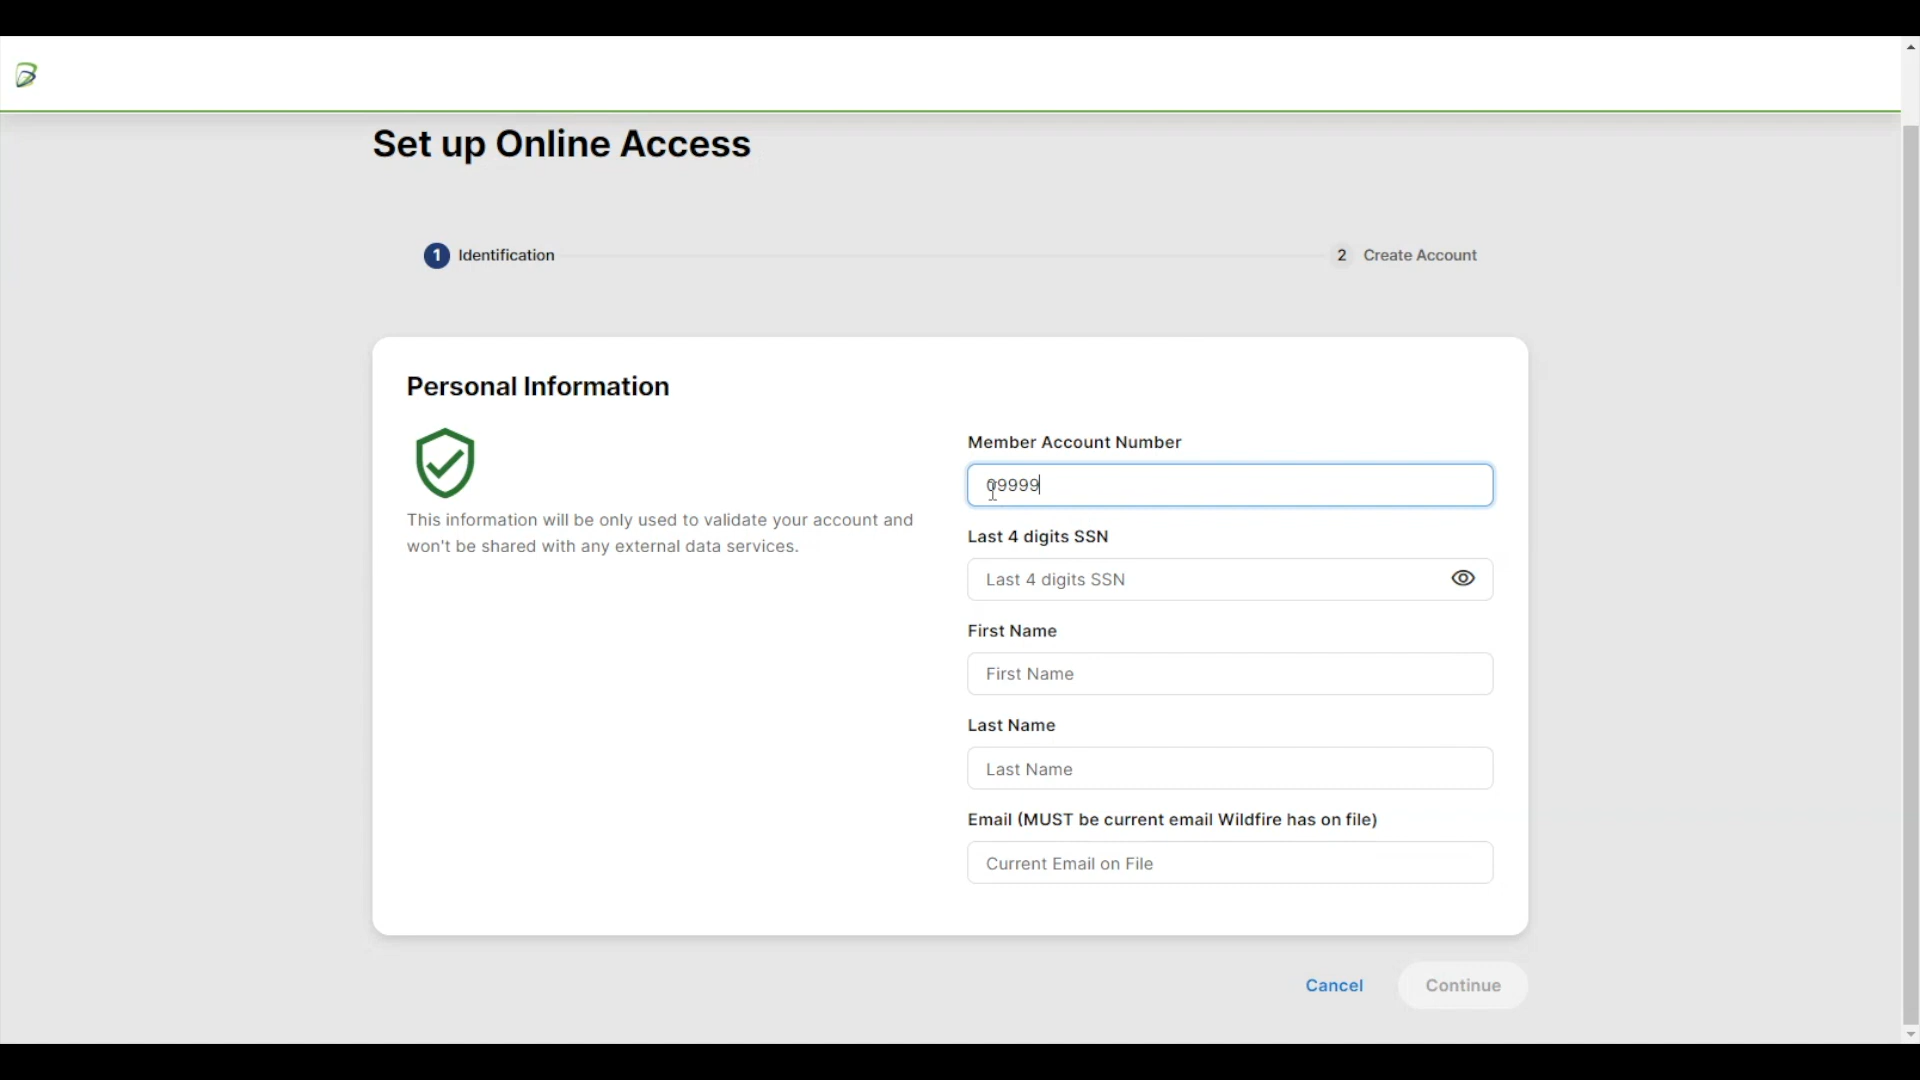 Set up Online Access
1 Identification
2 Create Account
Personal Information
This information will be only used to validate your account and
won't be shared with any external data services.
Member Account Number
09999
Last 4 digits SSN
Last 4 digits SSN
First Name
First Name
Last Name
Last Name
Email (MUST be current email Wildfire has on file)
Current Email on File
Cancel
Continue